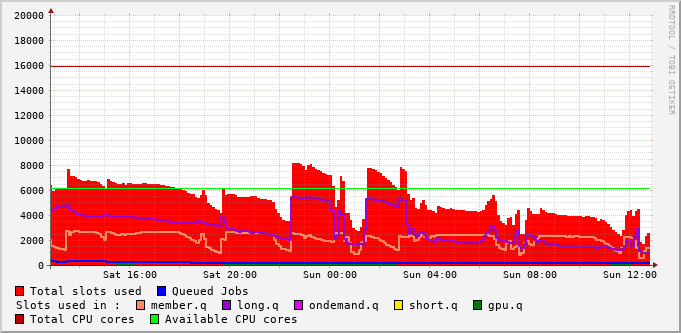 20000
18000
16000
14000
12000
10000
8000
6000
4000
2000
0
Sat 16:00 Sat 20:00 Sun 00:00 Sun 04:00 Sun 08:00 Sun 12:00
RRDTOOL / TOBI OETIKER
Total slots used Queued Jobs
Slots used in : member.q long.q ondemand.q short.q gpu.q
Total CPU cores Available CPU cores